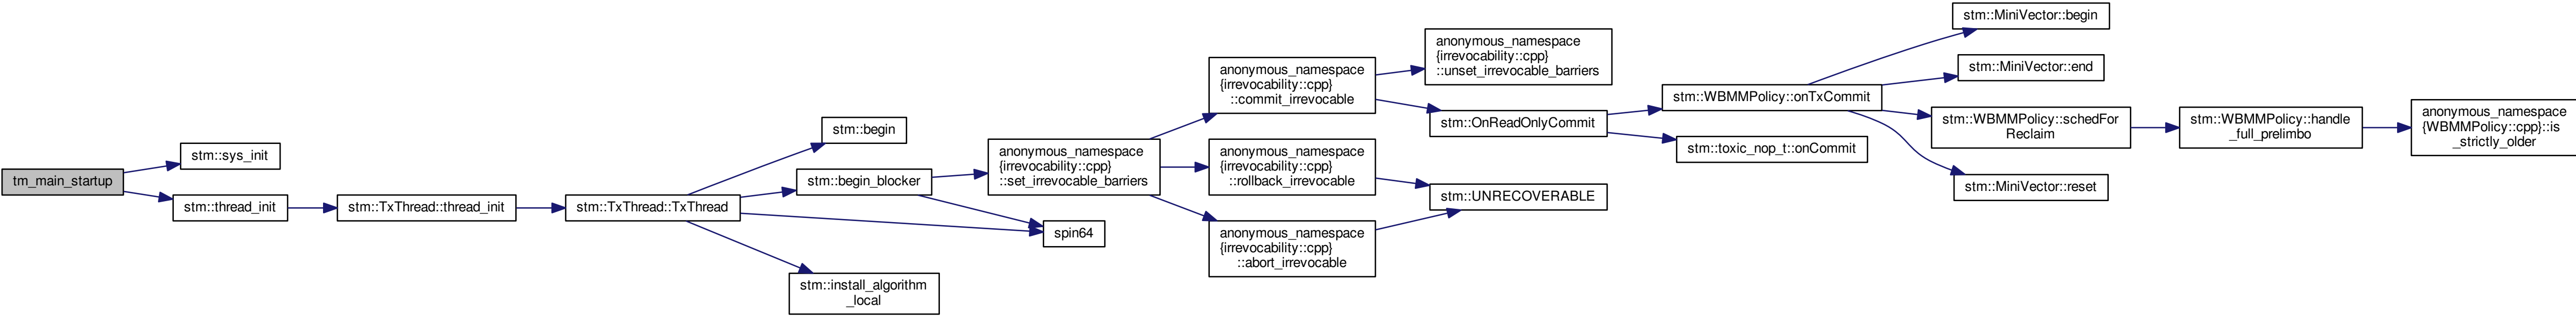 tm_main_startup
stm::sys_init
stm::thread_init
stm::TxThread::thread_init
stm::TxThread::TxThread
stm::begin
stm::begin_blocker
spin64
stm::install_algorithm
_local
anonymous_namespace
{irrevocability::cpp}
::set_irrevocable_barriers
anonymous_namespace
{irrevocability::cpp}
::commit_irrevocable
anonymous_namespace
{irrevocability::cpp}
::rollback_irrevocable
anonymous_namespace
{irrevocability::cpp}
::abort_irrevocable
anonymous_namespace
{irrevocability::cpp}
::unset_irrevocable_barriers
stm::OnReadOnlyCommit
stm::UNRECOVERABLE
stm::WBMMPolicy::onTxCommit
stm::toxic_nop_t::onCommit
stm::MiniVector::begin
stm::MiniVector::end
stm::WBMMPolicy::schedFor
Reclaim
stm::MiniVector::reset
stm::WBMMPolicy::handle
_full_prelimbo
anonymous_namespace
{WBMMPolicy::cpp}::is
_strictly_older